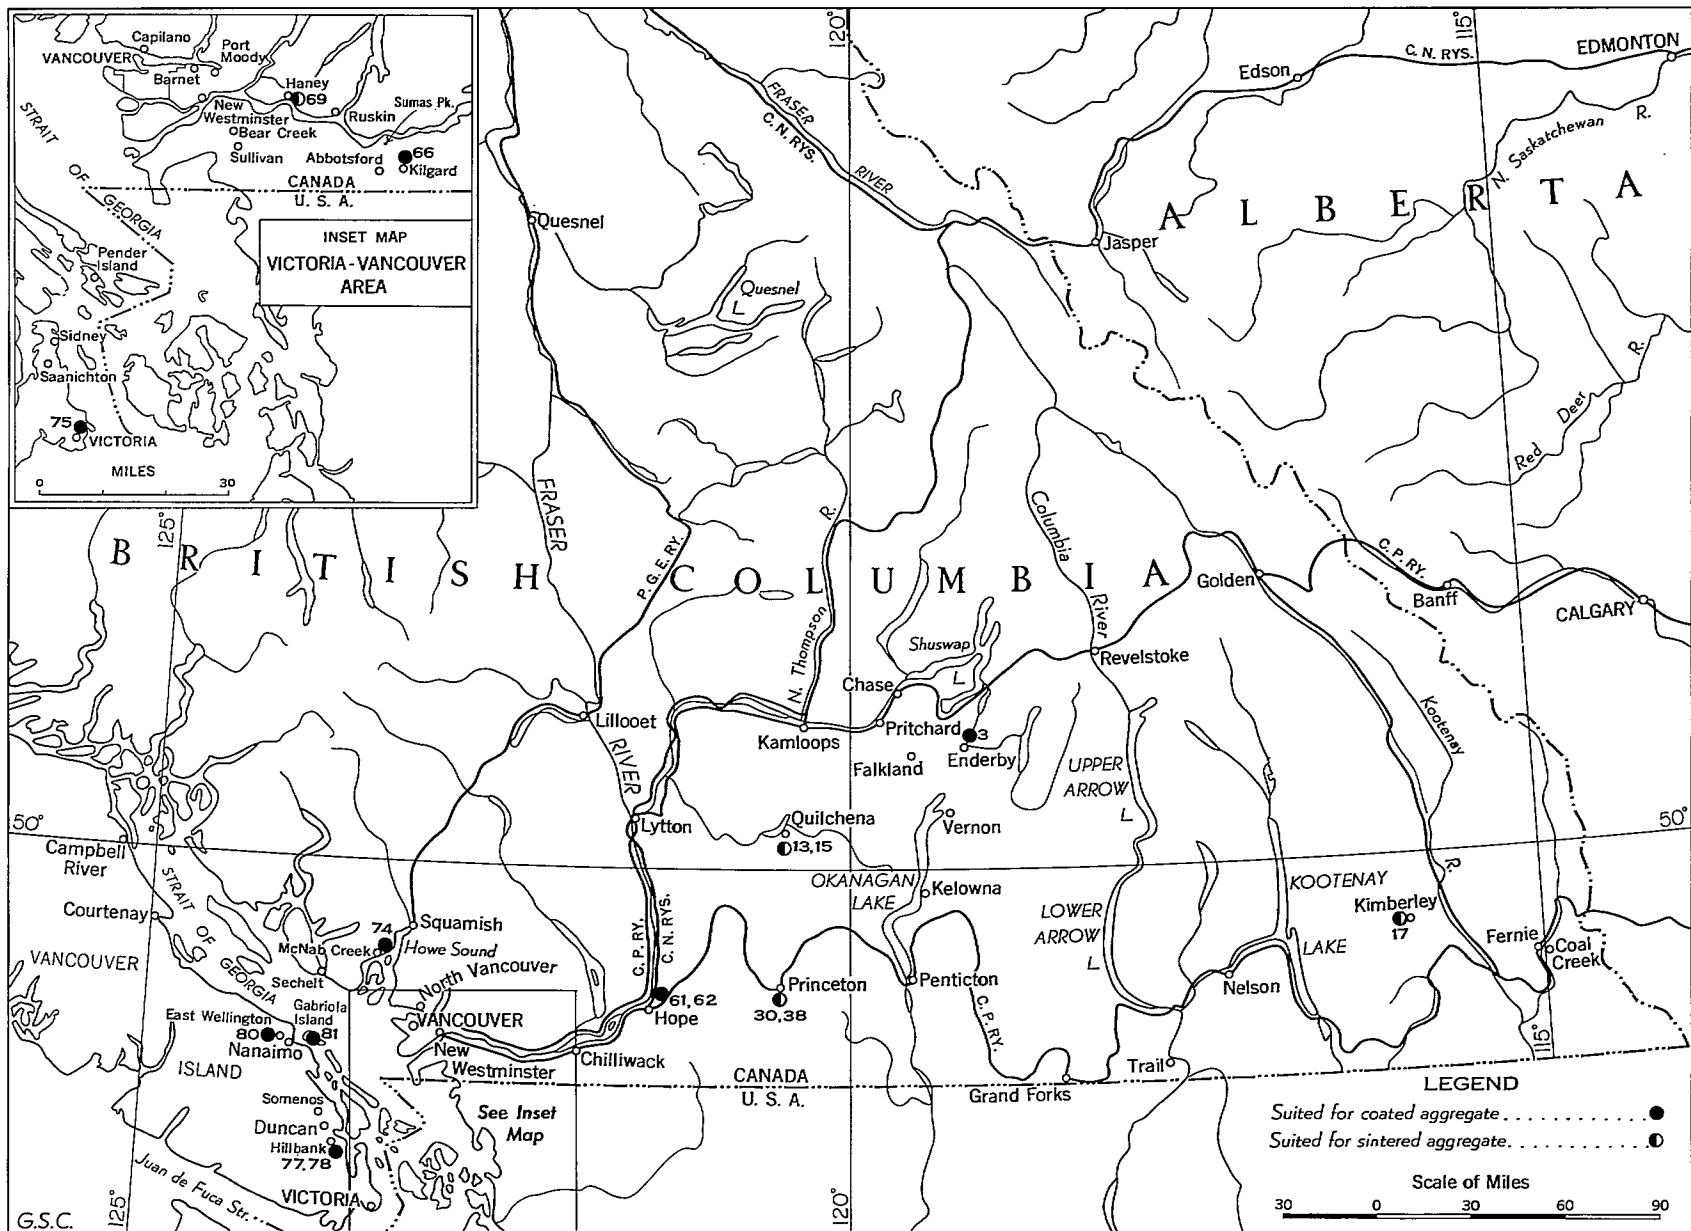 Capilano
Port
Moody
VANCOUVER
Barnet
Haney
69
New
Westminster
Ruskin
Sumas Pk.
Bear Creek
Sullivan
Abbotsford
66
Kilgard
STRAIT
OF
GEORGIA
CANADA
U. S. A.
INSET MAP
VICTORIA-VANCOUVER
AREA
Pender
Island
Sidney
Saanichton
75
VICTORIA
MILES
0 30
120°
115°
FRASER
C. N. RYS.
RIVER
Edson
C. N. RYS.
EDMONTON
N. Saskatchewan R.
ALBERTA
Quesnel
Jasper
Quesnel
L.
Red Deer R.
125°
FRASER
P. G. E. RY.
N. Thompson R.
Columbia
River
BRITISH COLUMBIA
Golden
C. P. RY.
Banff
CALGARY
Shuswap
L.
Revelstoke
Chase
Lillooet
Kamloops
Pritchard
3
Enderby
Falkland
Kootenay
R.
RIVER
UPPER
ARROW
L.
50°
50°
Lytton
Quilchena
13,15
Vernon
Campbell
River
STRAIT
OF
GEORGIA
Courtenay
OKANAGAN
LAKE
Kelowna
KOOTENAY
LAKE
Kimberley
17
LOWER
ARROW
L.
Squamish
74
McNab Creek
Howe Sound
Sechelt
North Vancouver
C. P. RY.
C. N. RYS.
VANCOUVER
ISLAND
Fernie
Coal
Creek
Penticton
Princeton
30,38
Nelson
61,62
Hope
C. P. RY.
Gabriola
Island
East Wellington
80
81
Nanaimo
VANCOUVER
New
Westminster
Chilliwack
CANADA
U. S. A.
Grand Forks
Trail
115°
Somenos
Duncan
Hillbank
77,78
See Inset
Map
Juan de Fuca Str.
VICTORIA
125°
120°
G.S.C.
LEGEND
Suited for coated aggregate
Suited for sintered aggregate
Scale of Miles
30 0 30 60 90